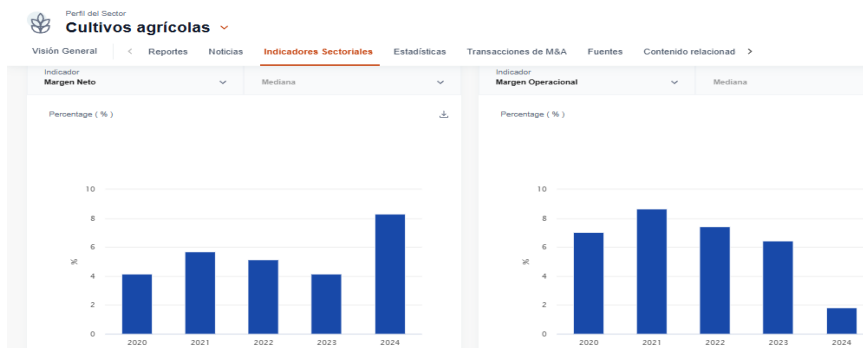 Perfil del Sector
Cultivos agrícolas
Visión General < Reportes Noticias Indicadores Sectoriales Estadísticas Transacciones de M&A Fuentes Contenido relacionad >
Indicador
Margen Neto Mediana
Percentage ( % )
10
8
6
4
2
0
%
2020 2021 2022 2023 2024
Indicador
Margen Operacional Mediana
Percentage ( % )
10
8
6
4
2
0
%
2020 2021 2022 2023 2024